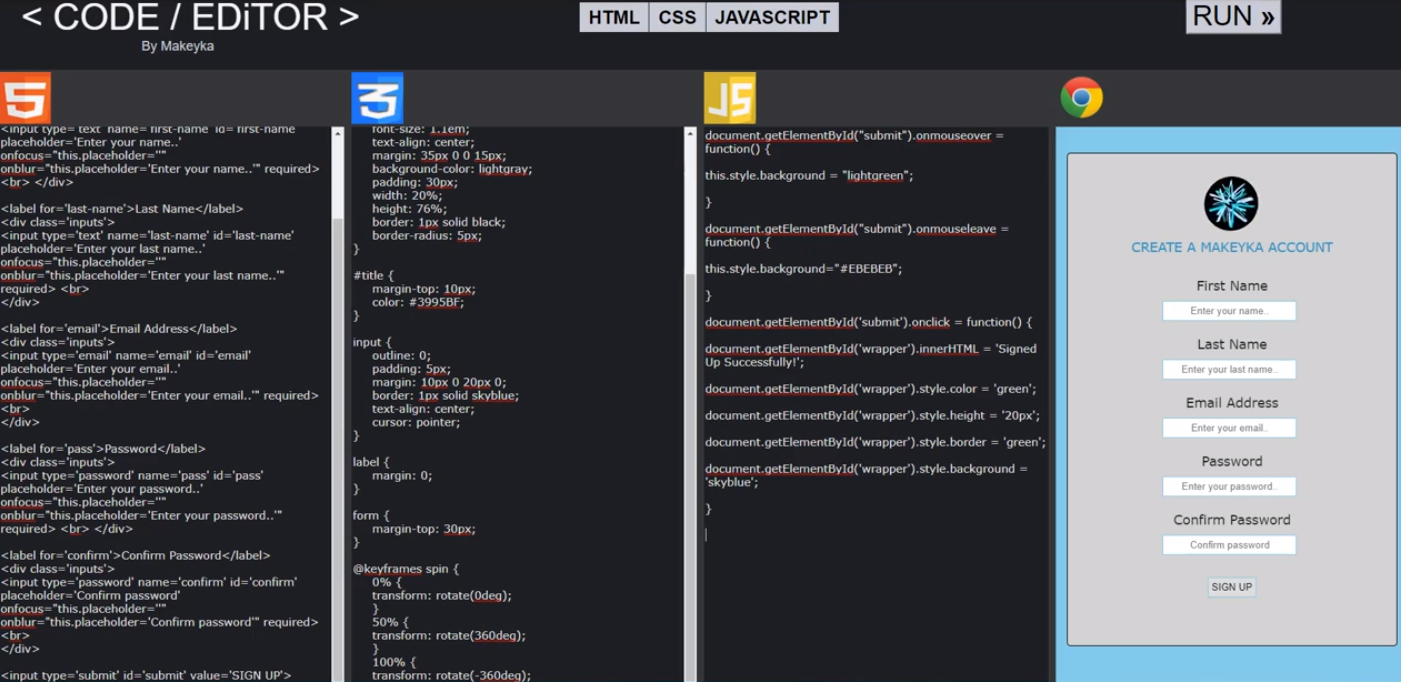 < CODE / EDiTOR >
By Makeyka
HTML
CSS
JAVASCRIPT
RUN »
<input type='text' name='first-name' id='first-name'
placeholder='Enter your name..'
onfocus="this.placeholder=''"
onblur="this.placeholder='Enter your name..'" required>
<br> </div>
<label for='last-name'>Last Name</label>
<div class='inputs'>
<input type='text' name='last-name' id='last-name'
placeholder='Enter your last name..'
onfocus="this.placeholder=''"
onblur="this.placeholder='Enter your last name..'"
required> <br>
</div>
<label for='email'>Email Address</label>
<div class='inputs'>
<input type='email' name='email' id='email'
placeholder='Enter your email..'
onfocus="this.placeholder=''"
onblur="this.placeholder='Enter your email..'" required>
<br>
</div>
<label for='pass'>Password</label>
<div class='inputs'>
<input type='password' name='pass' id='pass'
placeholder='Enter your password..'
onfocus="this.placeholder=''"
onblur="this.placeholder='Enter your password..'"
required> <br> </div>
<label for='confirm'>Confirm Password</label>
<div class='inputs'>
<input type='password' name='confirm' id='confirm'
placeholder='Confirm password'
onfocus="this.placeholder=''"
onblur="this.placeholder='Confirm password'" required>
<br>
</div>
<input type='submit' id='submit' value='SIGN UP'>
font-size: 1.1em;
text-align: center;
margin: 35px 0 0 15px;
background-color: lightgray;
padding: 30px;
width: 20%;
height: 76%;
border: 1px solid black;
border-radius: 5px;
}
#title {
margin-top: 10px;
color: #3995BF;
}
input {
outline: 0;
padding: 5px;
margin: 10px 0 20px 0;
border: 1px solid skyblue;
text-align: center;
cursor: pointer;
}
label {
margin: 0;
}
form {
margin-top: 30px;
}
@keyframes spin {
0% {
transform: rotate(0deg);
}
50% {
transform: rotate(360deg);
}
100% {
transform: rotate(-360deg);
JS
document.getElementById("submit").onmouseover =
function() {
this.style.background = "lightgreen";
}
document.getElementById("submit").onmouseleave =
function() {
this.style.background="#EBEBEB";
}
document.getElementById('submit').onclick = function() {
document.getElementById('wrapper').innerHTML = 'Signed
Up Successfully!';
document.getElementById('wrapper').style.color = 'green';
document.getElementById('wrapper').style.height = '20px';
document.getElementById('wrapper').style.border = 'green';
document.getElementById('wrapper').style.background =
'skyblue';
}
CREATE A MAKEYKA ACCOUNT
First Name
Enter your name..
Last Name
Enter your last name..
Email Address
Enter your email..
Password
Enter your password..
Confirm Password
Confirm password
SIGN UP